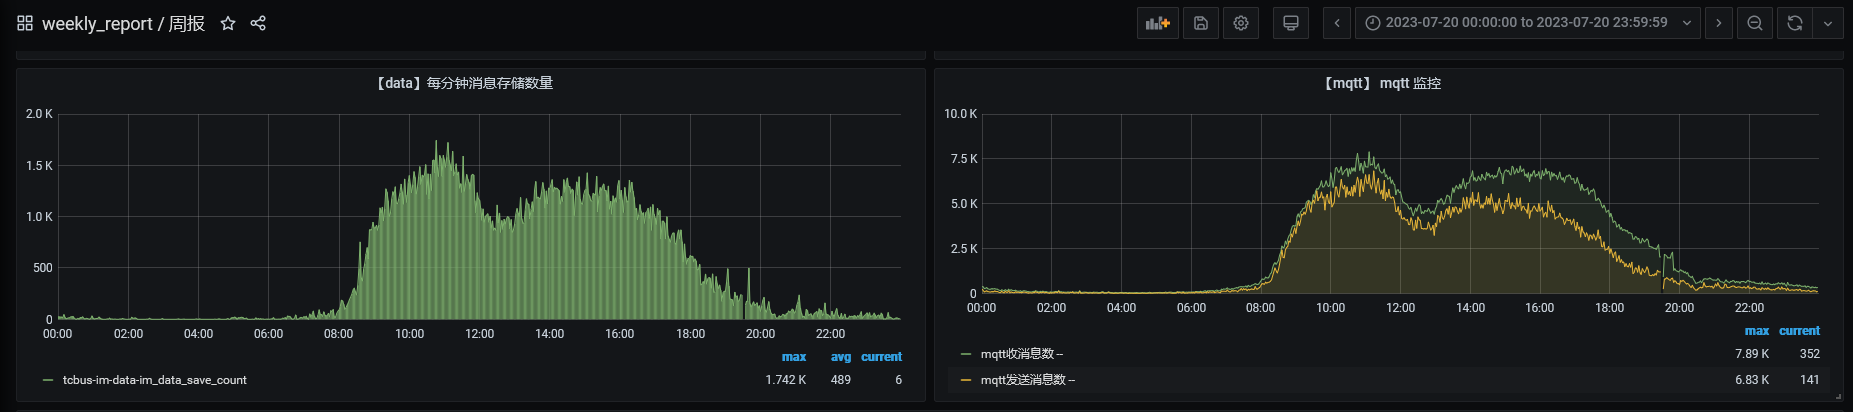 weekly_report / 周报
2023-07-20 00:00:00 to 2023-07-20 23:59:59
【data】每分钟消息存储数量
2.0 K
1.5 K
1.0 K
500
0
00:00 02:00 04:00 06:00 08:00 10:00 12:00 14:00 16:00 18:00 20:00 22:00
max avg current
tcbus-im-data-im_data_save_count 1.742 K 489 6
【mqtt】 mqtt 监控
10.0 K
7.5 K
5.0 K
2.5 K
0
00:00 02:00 04:00 06:00 08:00 10:00 12:00 14:00 16:00 18:00 20:00 22:00
max current
mqtt收消息数 -- 7.89 K 352
mqtt发送消息数 -- 6.83 K 141